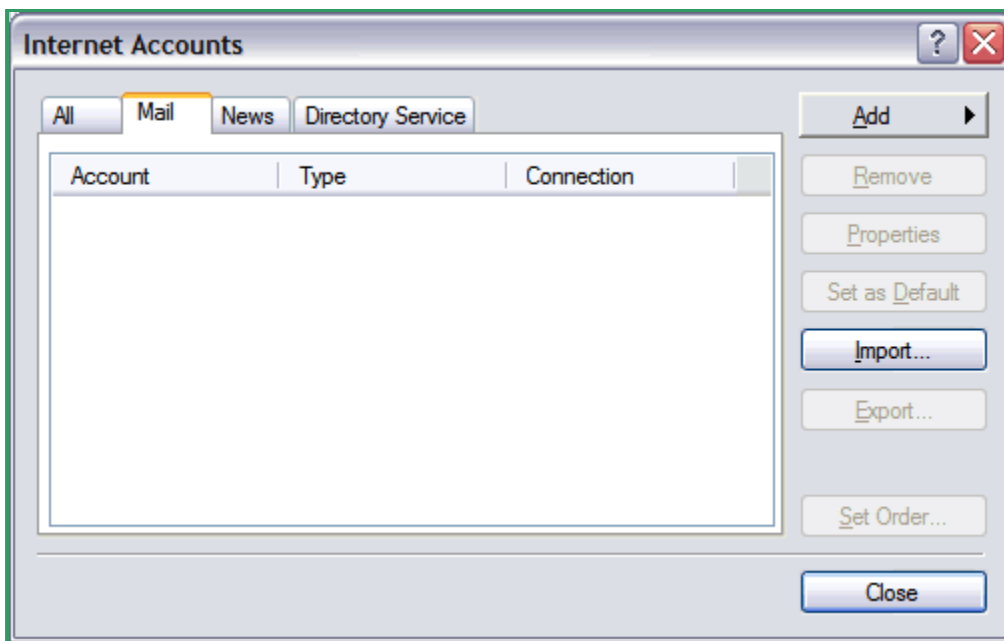 Internet Accounts
All Mail News Directory Service
Account Type Connection
Add
Remove
Properties
Set as Default
Import...
Export...
Set Order...
Close